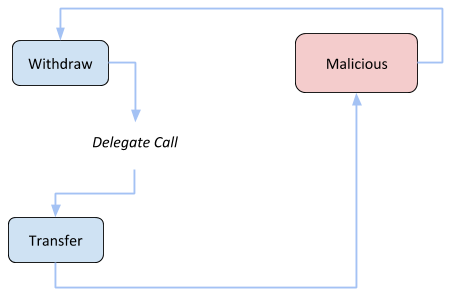 Withdraw
Malicious
Delegate Call
Transfer